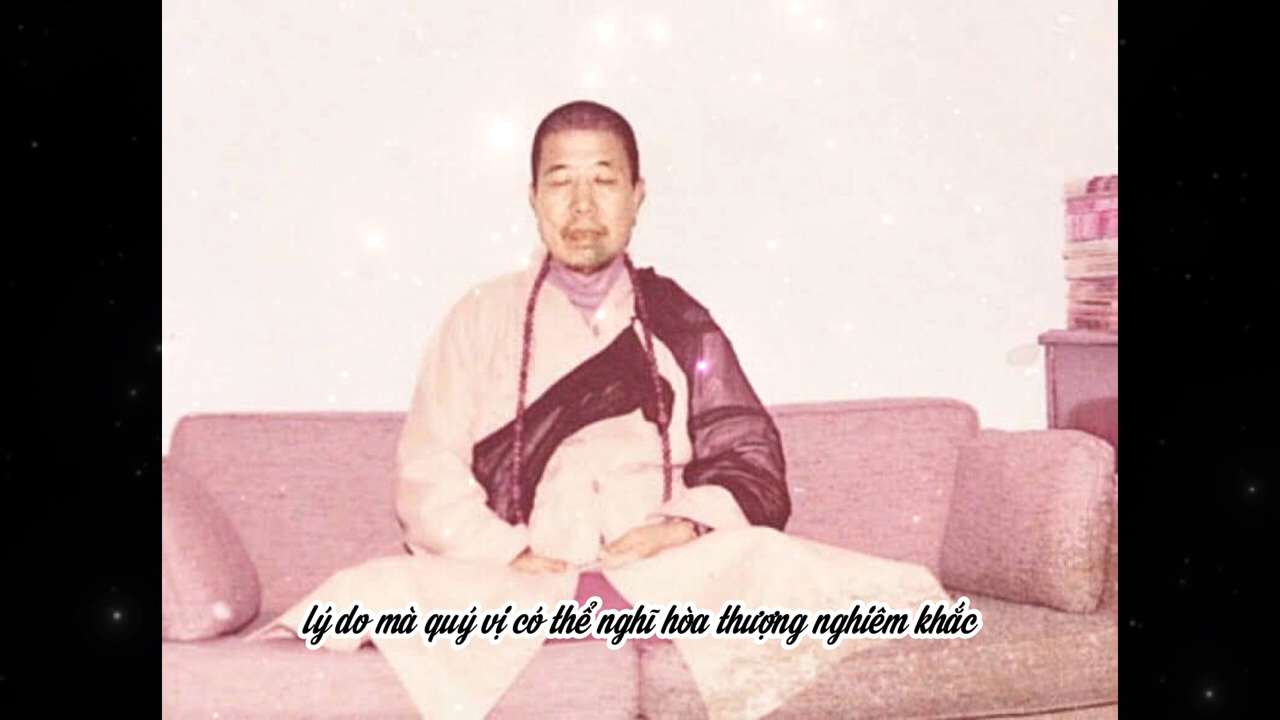 lý do mà quý vị có thể nghĩ hòa thượng nghiêm khắc